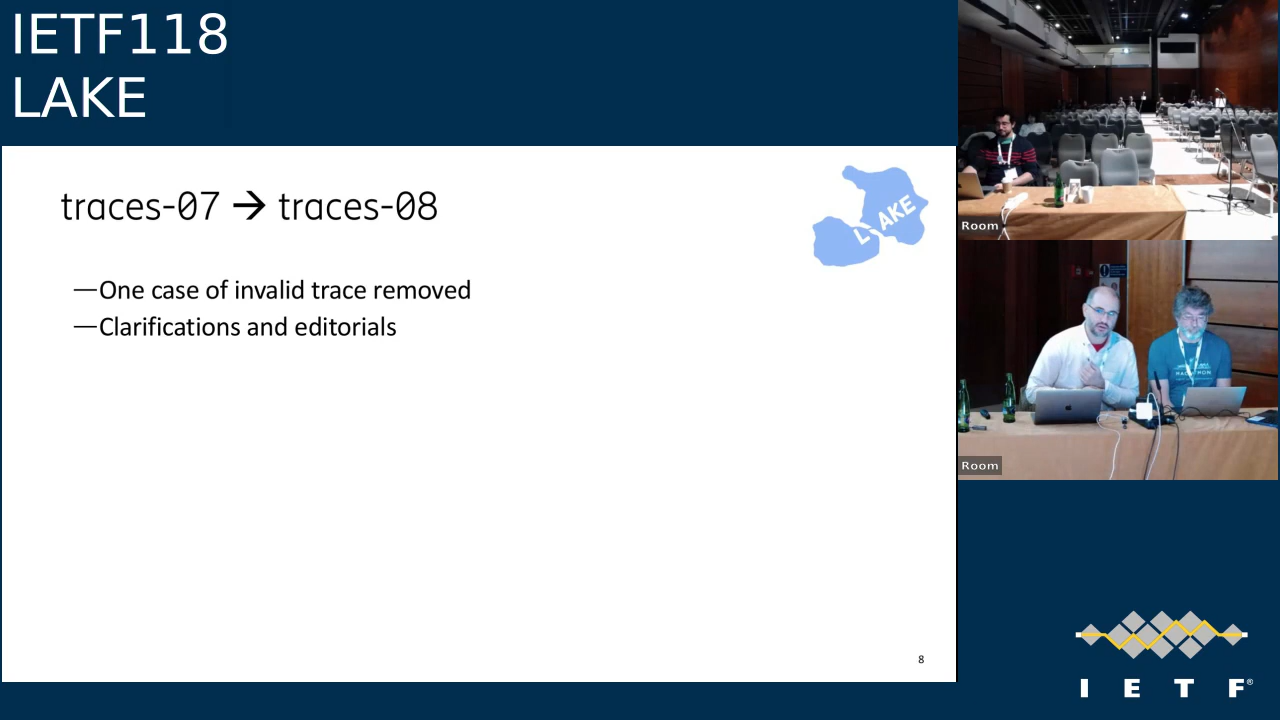 IETF118
LAKE
traces-07 → traces-08
LAKE
—One case of invalid trace removed
—Clarifications and editorials
8
Room
Room
I E T F®